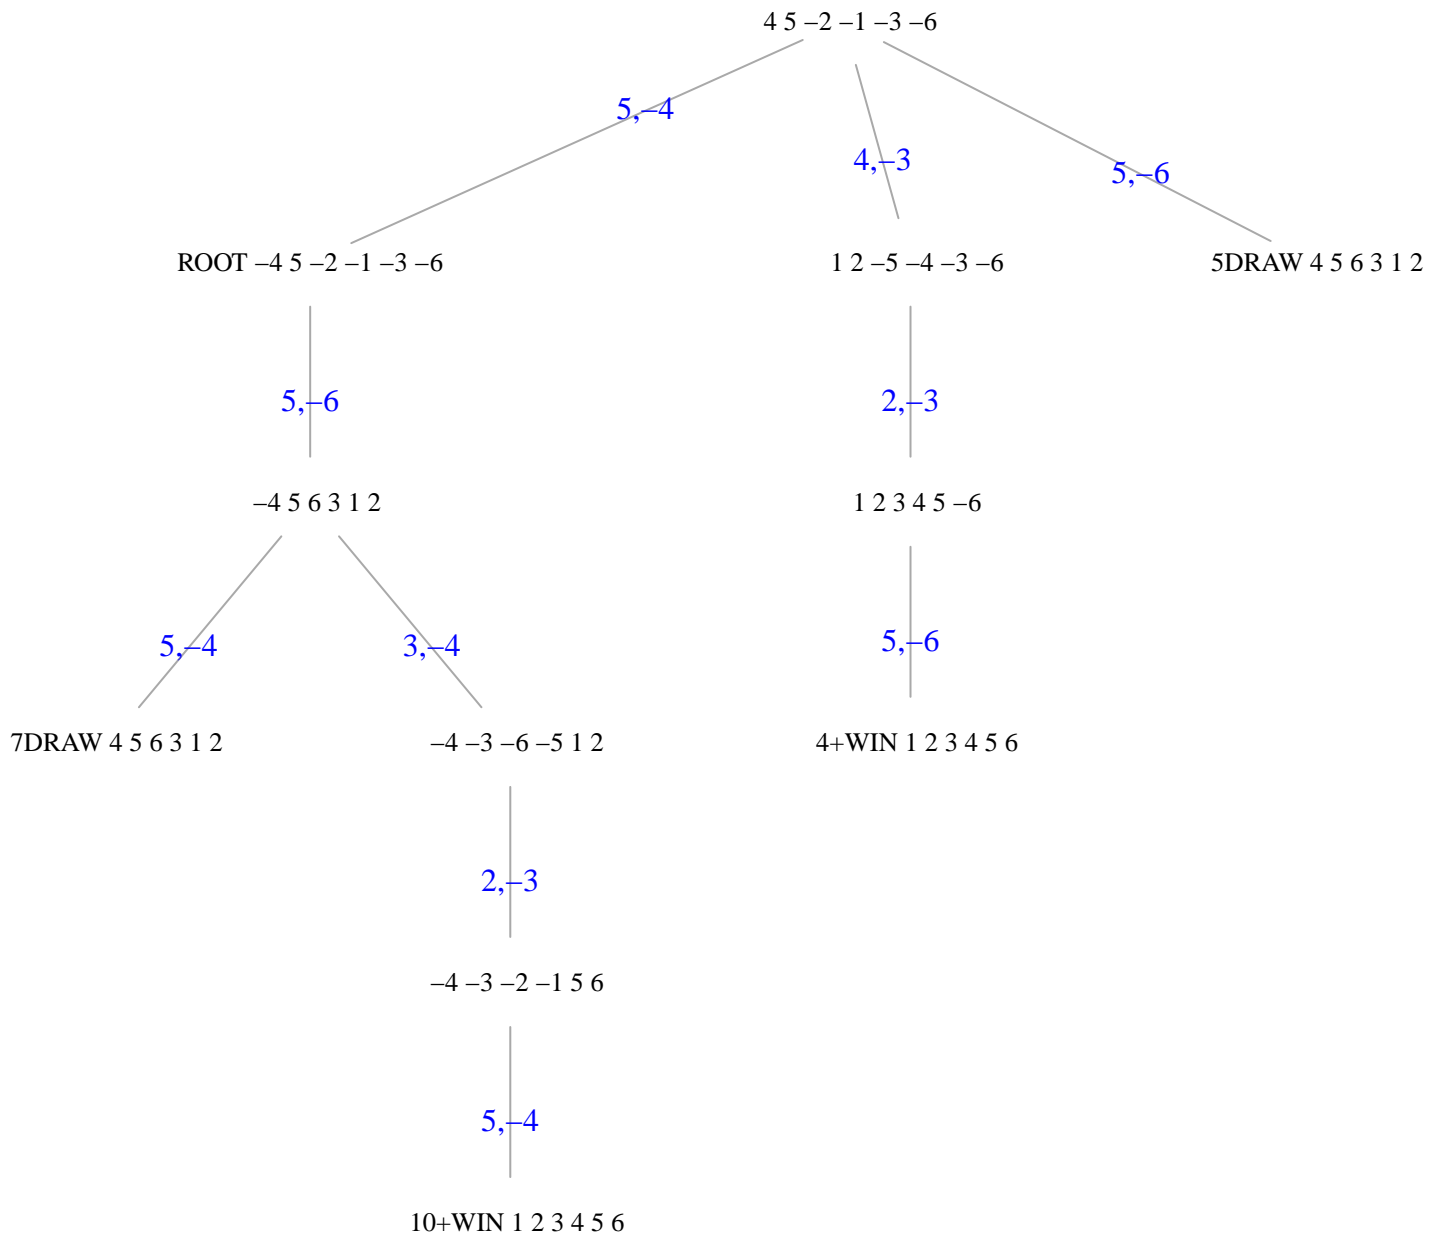 4 5 –2 –1 –3 –6
5,–4
4,–3
5,–6
ROOT –4 5 –2 –1 –3 –6
1 2 –5 –4 –3 –6
5DRAW 4 5 6 3 1 2
5,–6
2,–3
–4 5 6 3 1 2
1 2 3 4 5 –6
5,–4
3,–4
5,–6
7DRAW 4 5 6 3 1 2
–4 –3 –6 –5 1 2
4+WIN 1 2 3 4 5 6
2,–3
–4 –3 –2 –1 5 6
5,–4
10+WIN 1 2 3 4 5 6